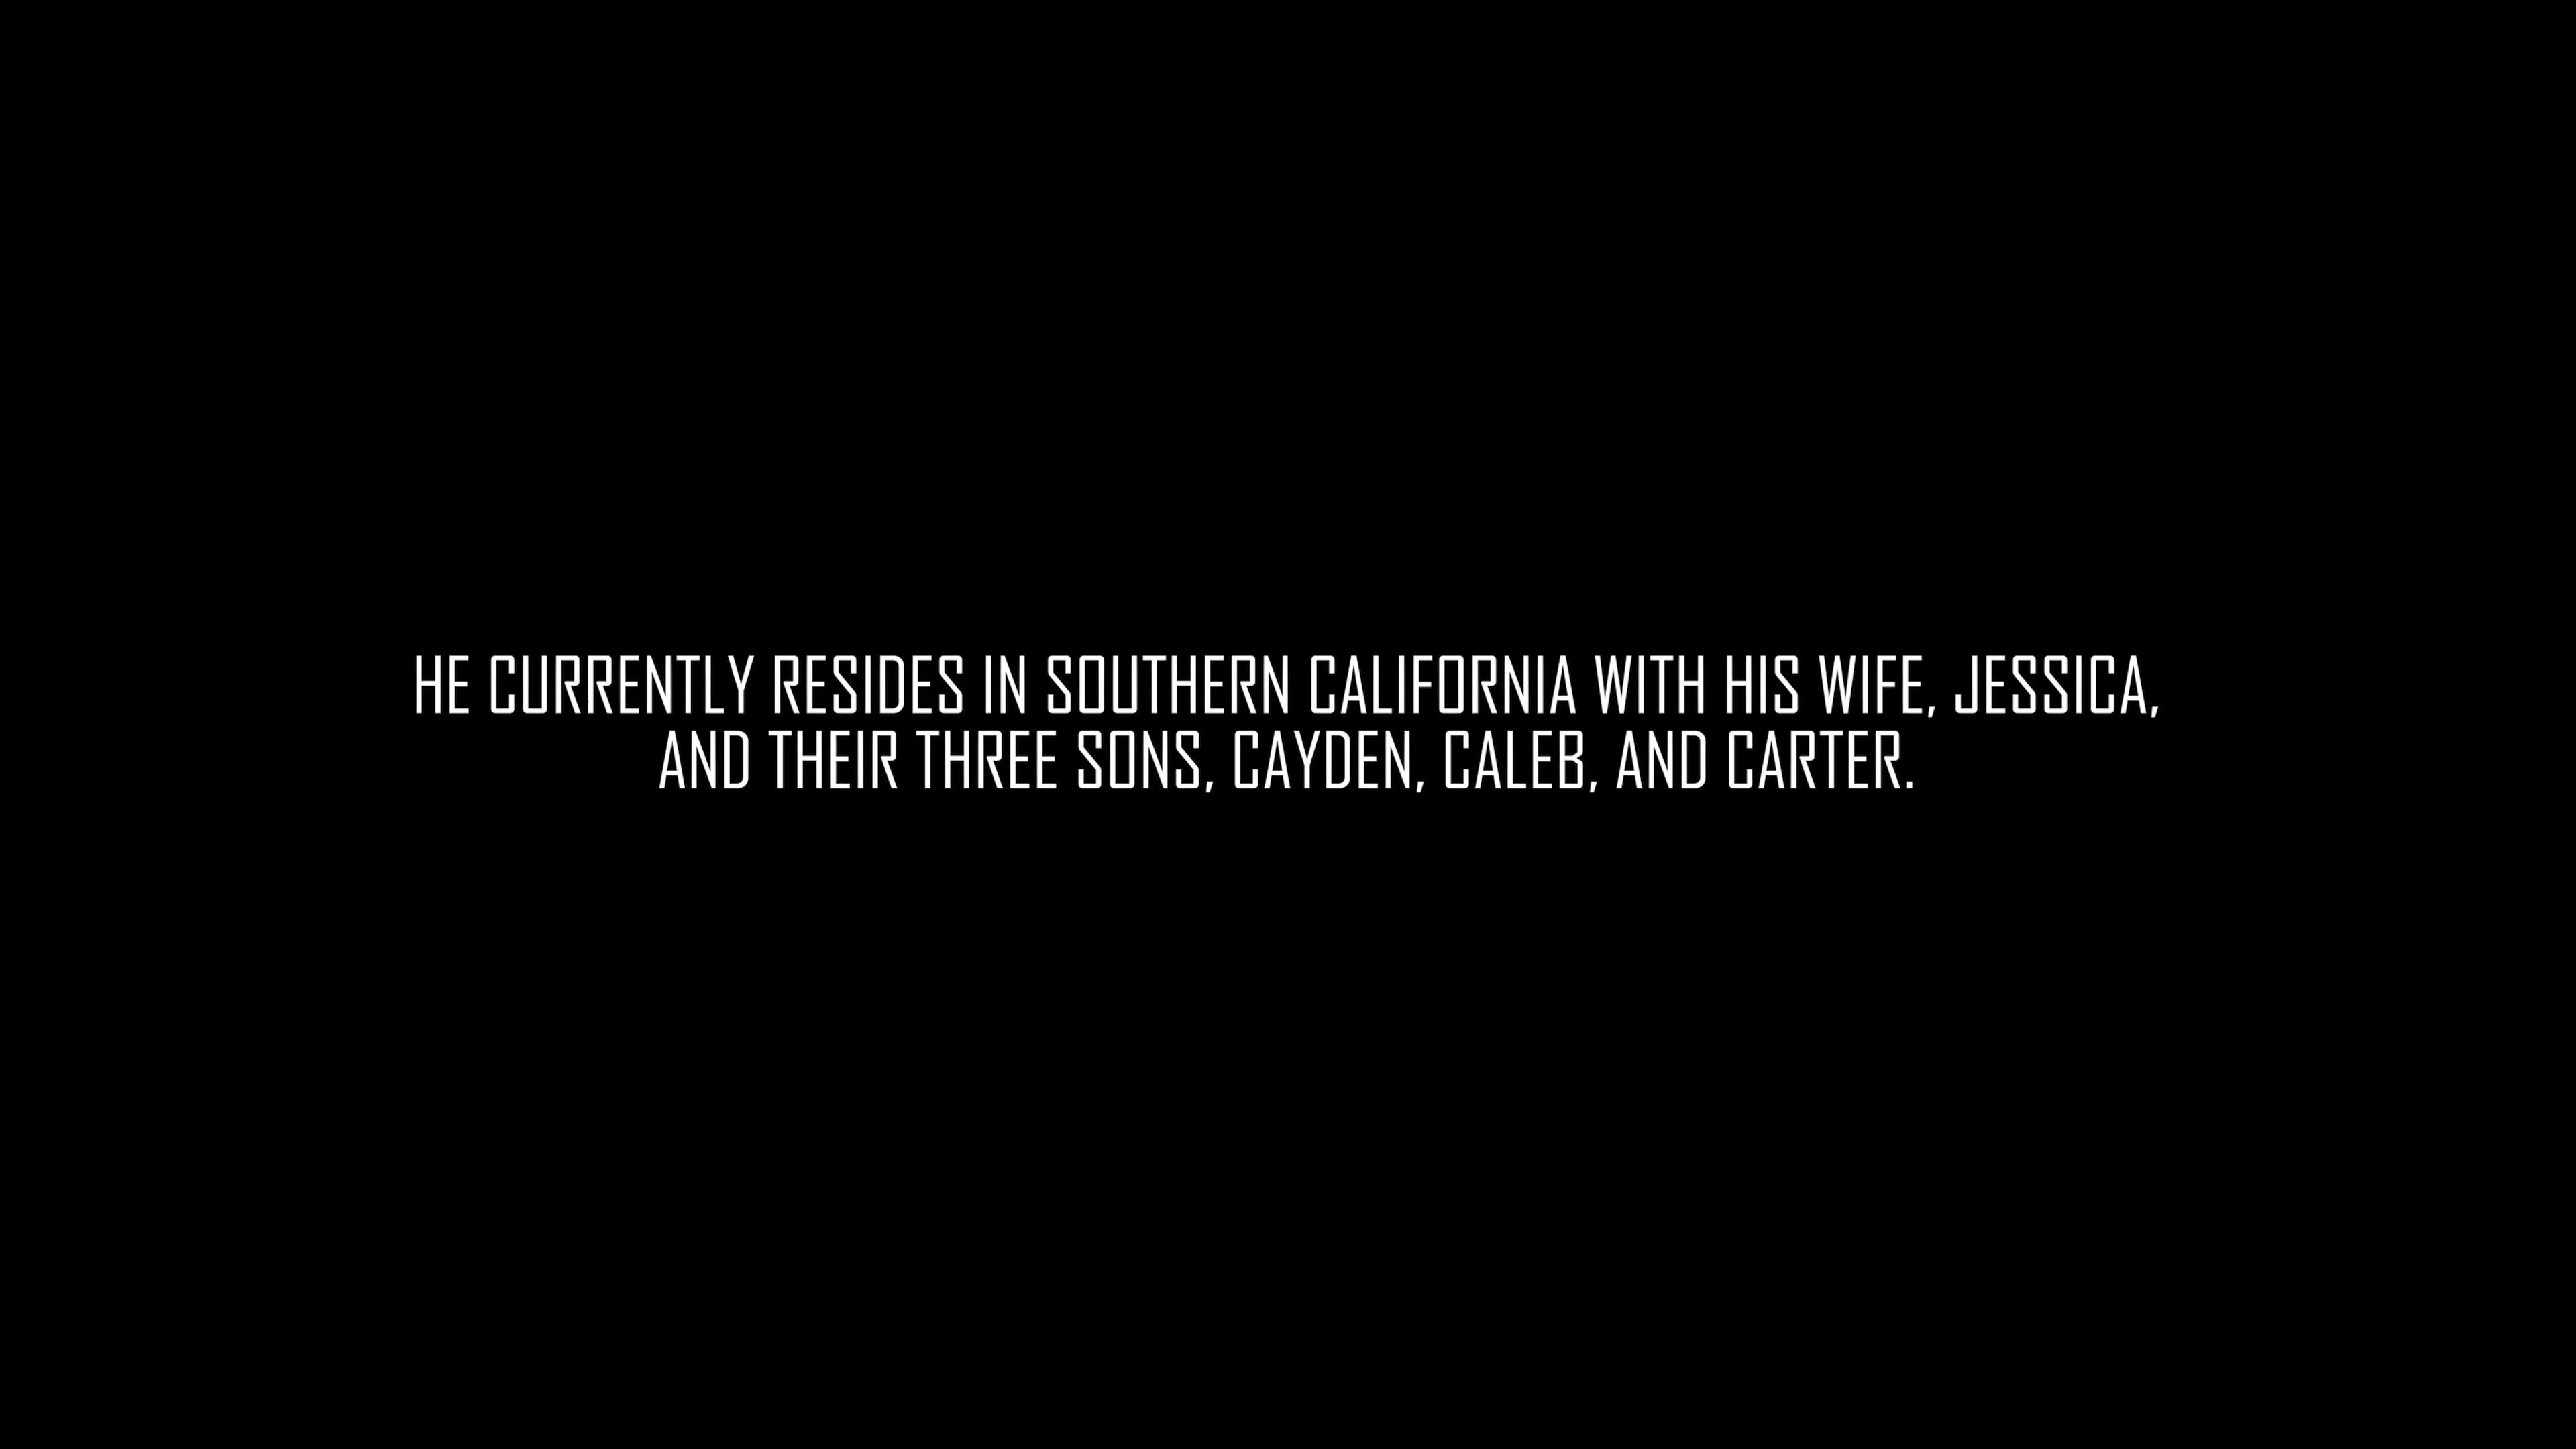 HE CURRENTLY RESIDES IN SOUTHERN CALIFORNIA WITH HIS WIFE, JESSICA,
AND THEIR THREE SONS, CAYDEN, CALEB, AND CARTER.